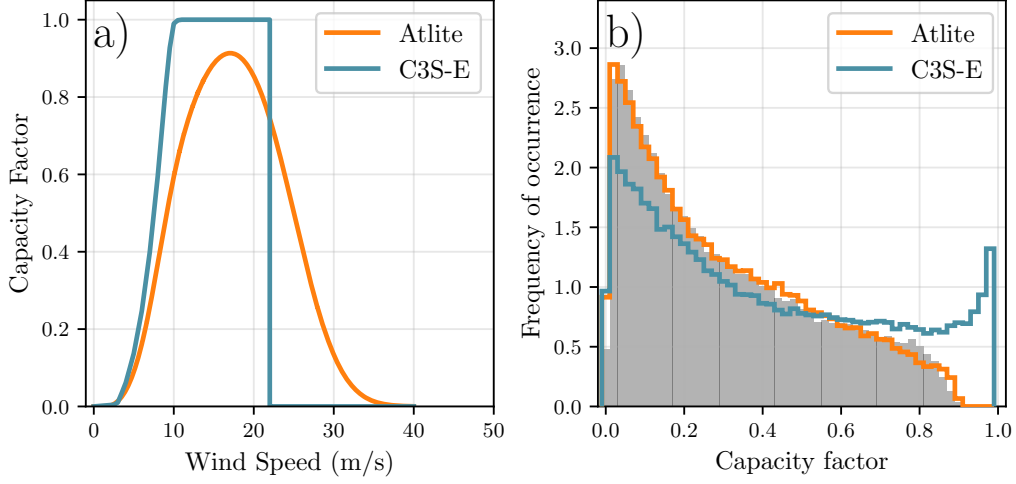 a)
Atlite
C3S-E
1.0
0.8
0.6
0.4
0.2
0.0
0
10
20
30
40
50
Wind Speed (m/s)
Capacity Factor
b)
Atlite
C3S-E
3.0
2.5
2.0
1.5
1.0
0.5
0.0
0.0
0.2
0.4
0.6
0.8
1.0
Capacity factor
Frequency of occurrence